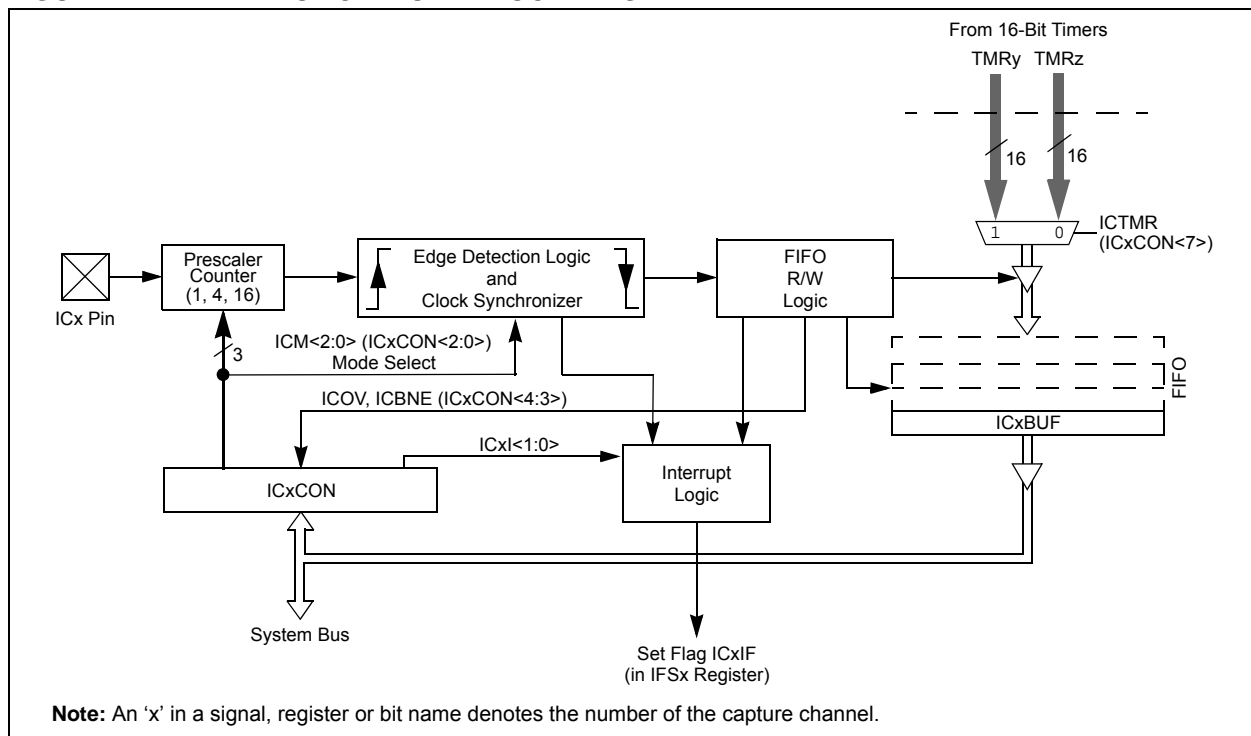 From 16-Bit Timers
TMRy TMRz
16 16
1 0
ICTMR
(ICxCON<7>)
Prescaler
Counter
(1, 4, 16)
Edge Detection Logic
and
Clock Synchronizer
FIFO
R/W
Logic
ICx Pin
3
ICM<2:0> (ICxCON<2:0>)
Mode Select
FIFO
ICOV, ICBNE (ICxCON<4:3>)
ICxBUF
ICxI<1:0>
Interrupt
Logic
ICxCON
System Bus
Set Flag ICxIF
(in IFSx Register)
Note: An ‘x’ in a signal, register or bit name denotes the number of the capture channel.